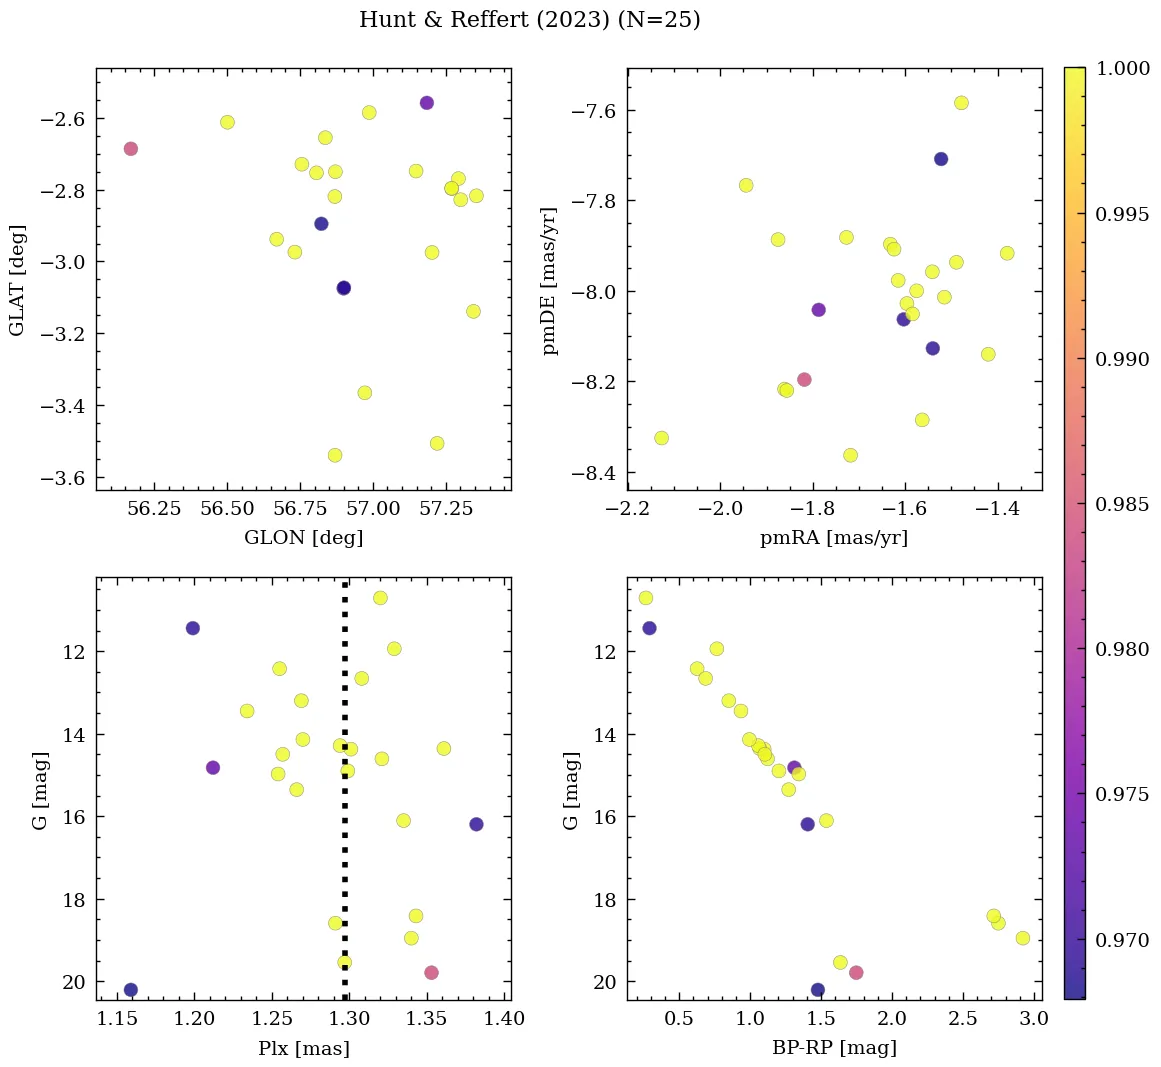 Hunt & Reffert (2023) (N=25)
−2.6
−2.8
−3.0
−3.2
−3.4
−3.6
GLAT [deg]
56.25 56.50 56.75 57.00 57.25
GLON [deg]
−7.6
−7.8
−8.0
−8.2
−8.4
pmDE [mas/yr]
−2.2 −2.0 −1.8 −1.6 −1.4
pmRA [mas/yr]
12
14
16
18
20
G [mag]
1.15 1.20 1.25 1.30 1.35 1.40
Plx [mas]
12
14
16
18
20
G [mag]
0.5 1.0 1.5 2.0 2.5 3.0
BP-RP [mag]
1.000
0.995
0.990
0.985
0.980
0.975
0.970